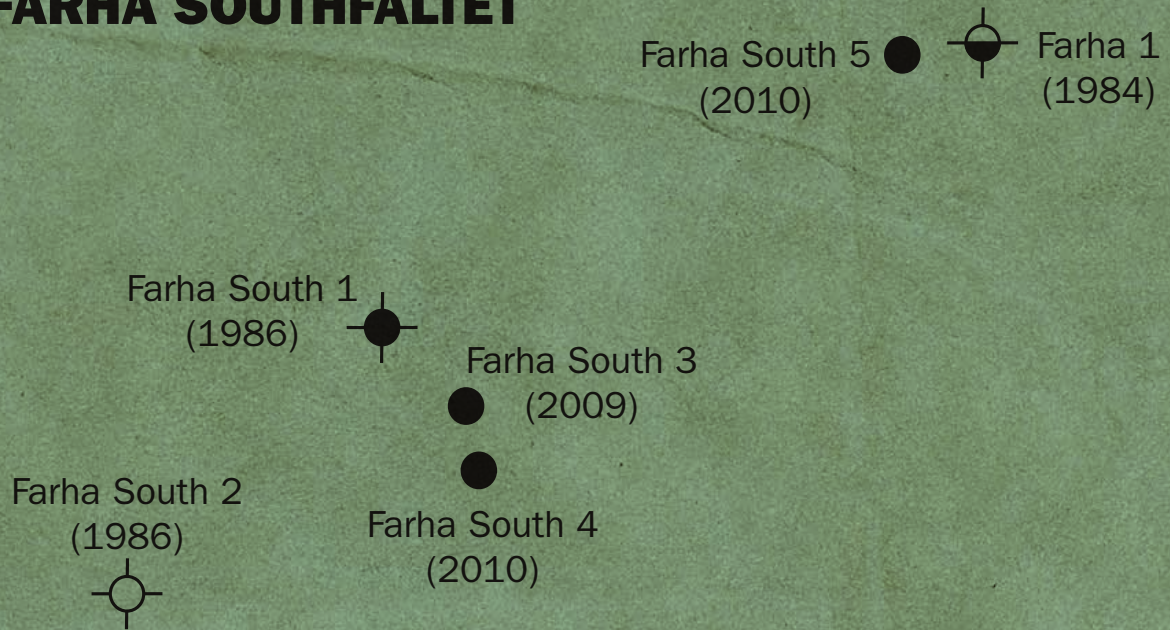 FARHA SOUTHFÄLTET
Farha South 5
(2010)
Farha 1
(1984)
Farha South 1
(1986)
Farha South 3
(2009)
Farha South 2
(1986)
Farha South 4
(2010)